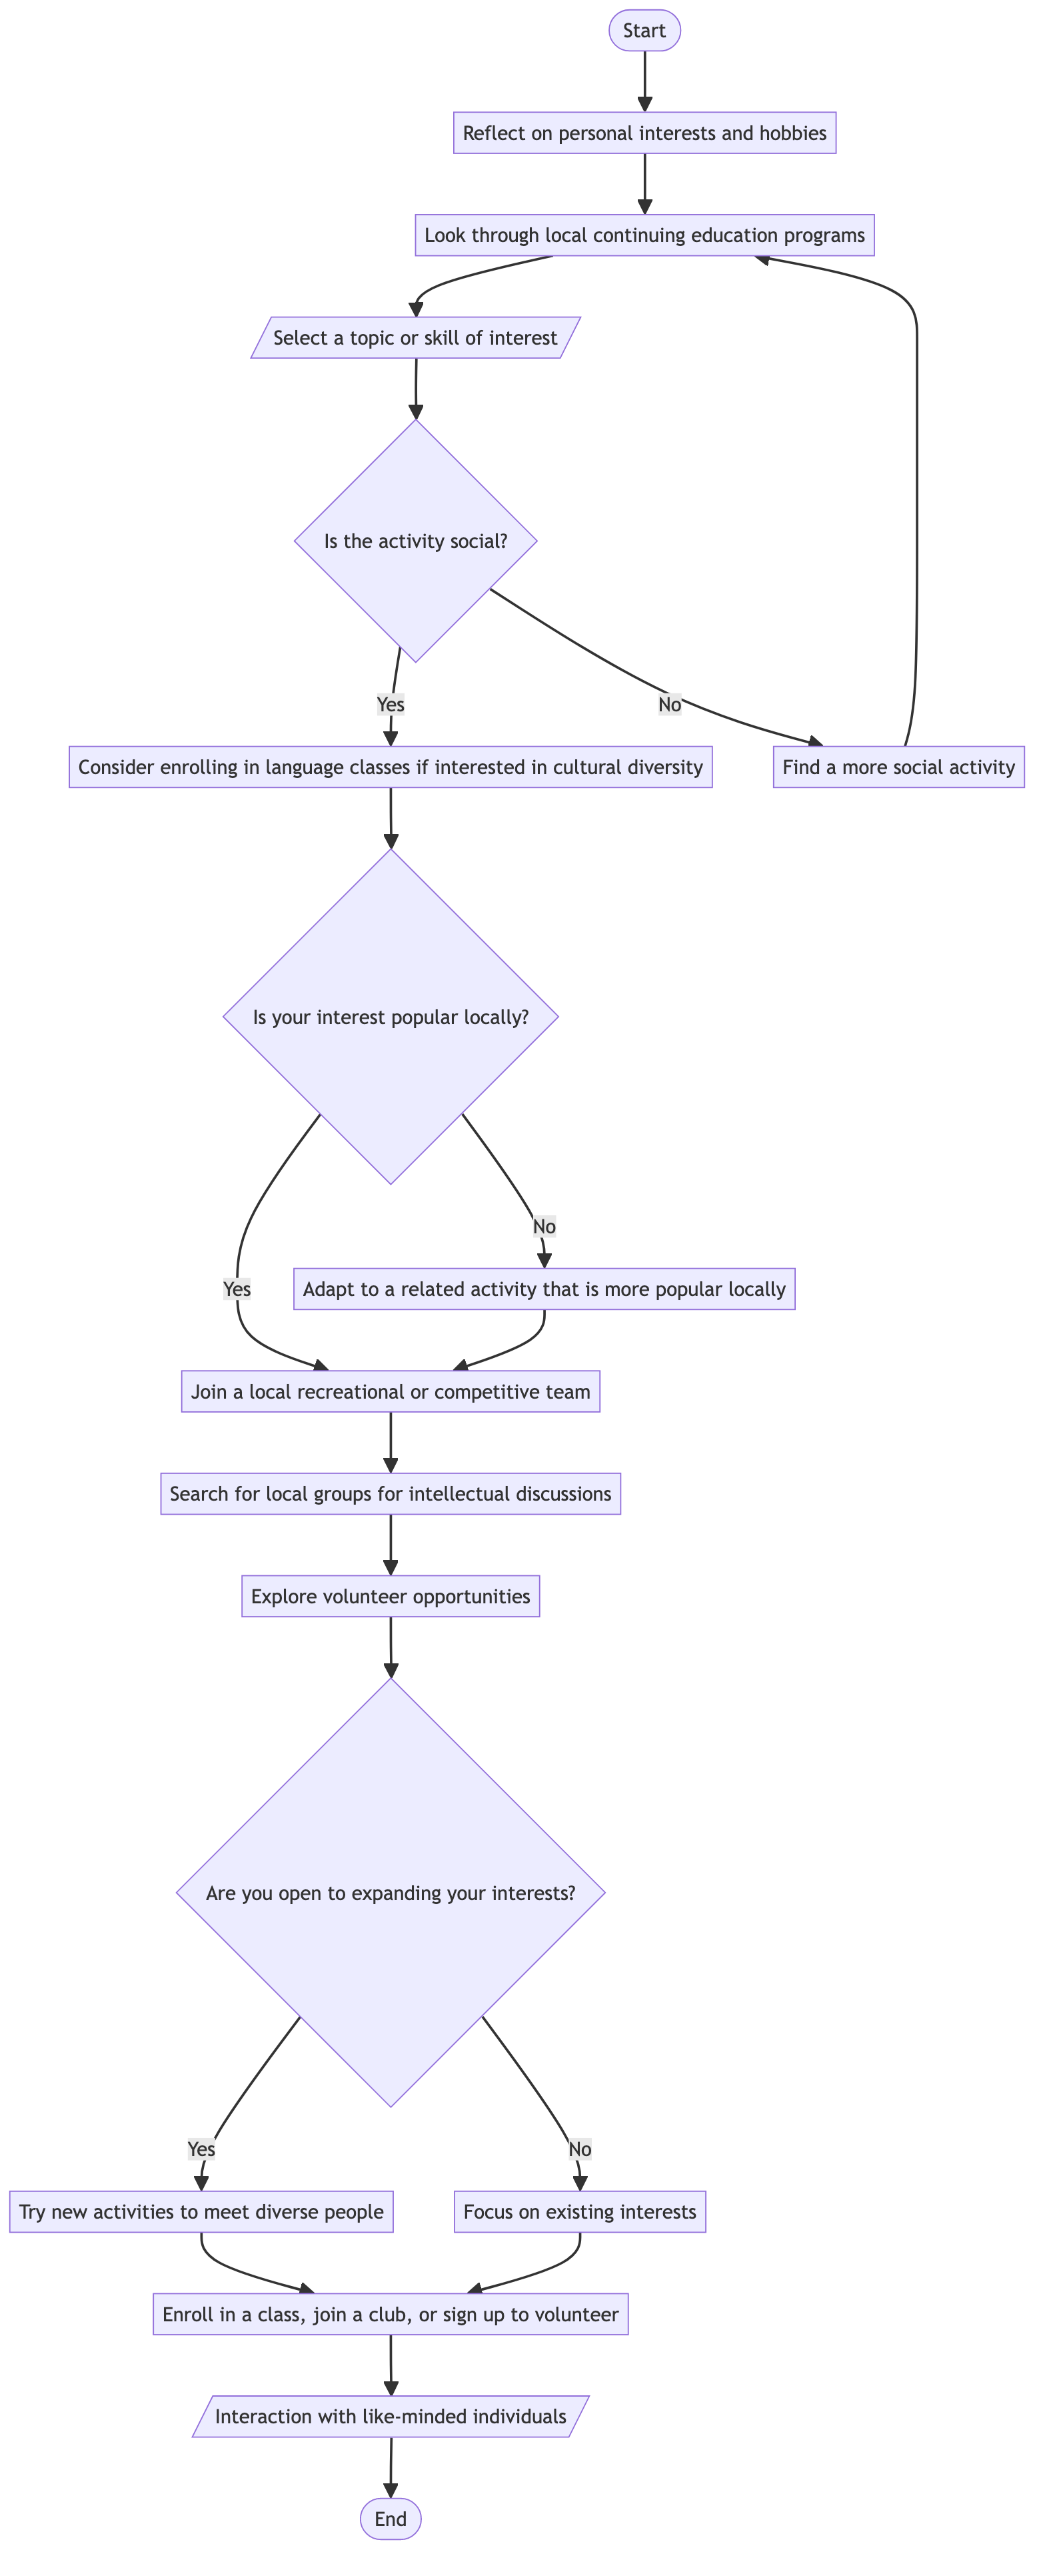 Start
Reflect on personal interests and hobbies
Look through local continuing education programs
Select a topic or skill of interest
Is the activity social?
Yes
No
Consider enrolling in language classes if interested in cultural diversity
Find a more social activity
Is your interest popular locally?
No
Yes
Adapt to a related activity that is more popular locally
Join a local recreational or competitive team
Search for local groups for intellectual discussions
Explore volunteer opportunities
Are you open to expanding your interests?
Yes
No
Try new activities to meet diverse people
Focus on existing interests
Enroll in a class, join a club, or sign up to volunteer
Interaction with like-minded individuals
End